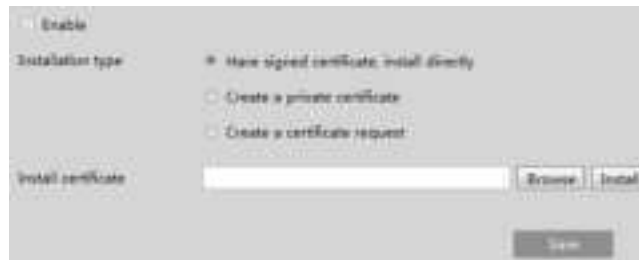 Enable
Installation type
Have signed certificate, install directly
Create a private certificate
Create a certificate request
Install certificate
Browse
Install
Save